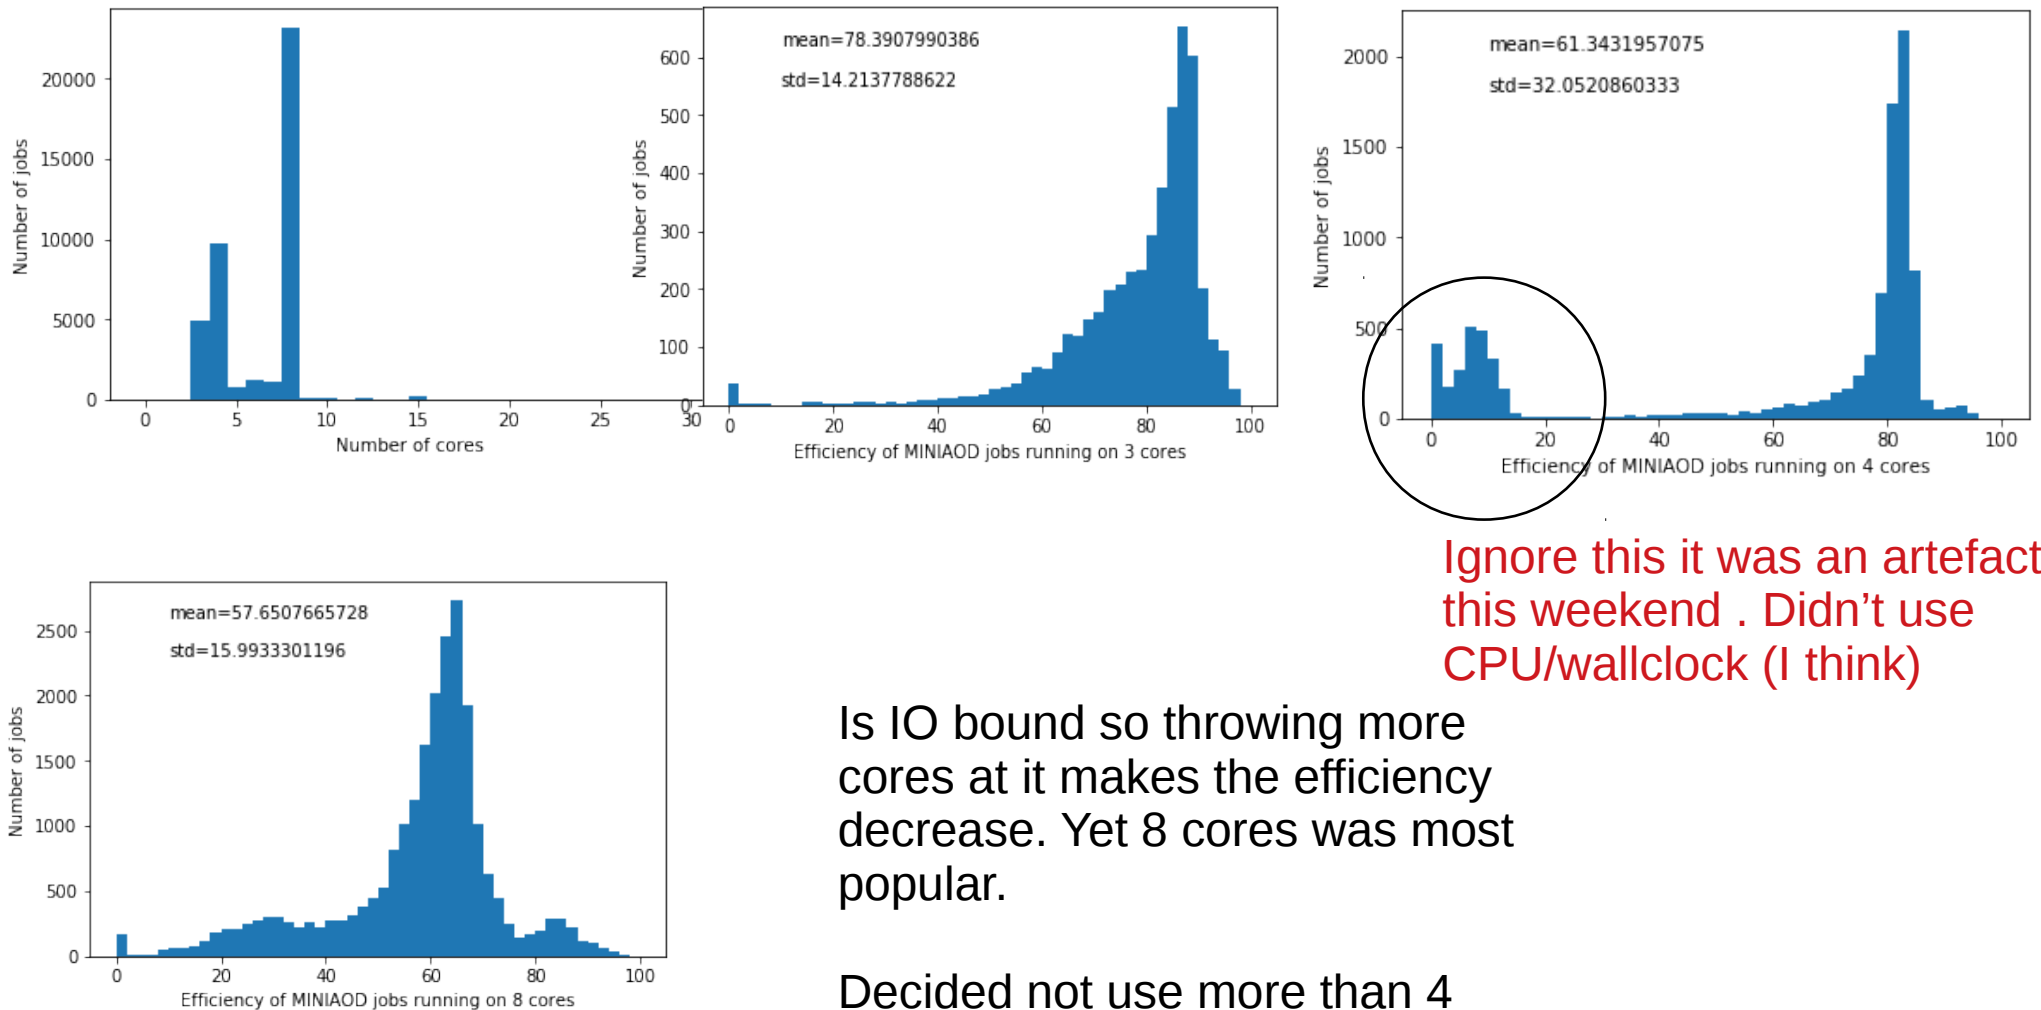 20000
15000
10000
5000
0
Number of jobs
0 5 10 15 20 25 30
Number of cores
mean=78.3907990386
std=14.2137788622
600
500
400
300
200
100
0
Number of jobs
0 20 40 60 80 100
Efficiency of MINIAOD jobs running on 3 cores
mean=61.3431957075
std=32.0520860333
2000
1500
1000
500
0
Number of jobs
0 20 40 60 80 100
Efficiency of MINIAOD jobs running on 4 cores
Ignore this it was an artefact
this weekend . Didn’t use
CPU/wallclock (I think)
mean=57.6507665728
std=15.9933301196
2500
2000
1500
1000
500
0
Number of jobs
0 20 40 60 80 100
Efficiency of MINIAOD jobs running on 8 cores
Is IO bound so throwing more
cores at it makes the efficiency
decrease. Yet 8 cores was most
popular.
Decided not use more than 4